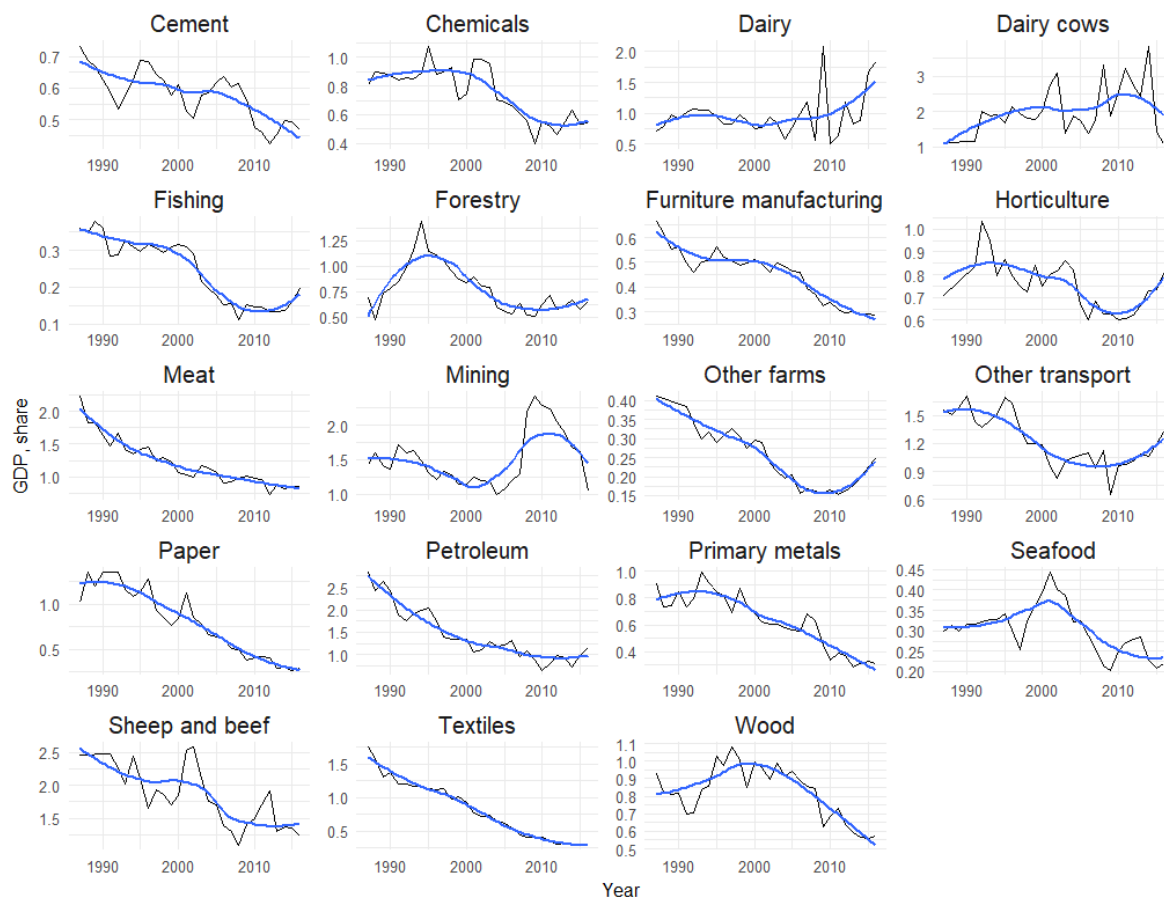 Cement Chemicals Dairy Dairy cows
0.7 0.5
1.0 0.8 0.6 0.4
2.0 1.5 1.0 0.5
3 2 1
1990 2000 2010 1990 2000 2010 1990 2000 2010 1990 2000 2010
Fishing Forestry Furniture manufacturing Horticulture
0.3 0.2 0.1
1.25 1.00 0.75 0.50
0.6 0.5 0.4 0.3
1.0 0.9 0.8 0.7 0.6
1990 2000 2010 1990 2000 2010 1990 2000 2010 1990 2000 2010
Meat Mining Other farms Other transport
2.0 1.5 1.0
2.0 1.5 1.0
0.40 0.35 0.30 0.25 0.20 0.15
1.5 1.2 0.9 0.6
1990 2000 2010 1990 2000 2010 1990 2000 2010 1990 2000 2010
GDP, share
Paper Petroleum Primary metals Seafood
1.0 0.5
2.5 2.0 1.5 1.0
1.0 0.8 0.6 0.4
0.45 0.40 0.35 0.30 0.25 0.20
1990 2000 2010 1990 2000 2010 1990 2000 2010 1990 2000 2010
Sheep and beef Textiles Wood
2.5 2.0 1.5
1.5 1.0 0.5
1.1 1.0 0.9 0.8 0.7 0.6 0.5
1990 2000 2010 1990 2000 2010 1990 2000 2010
Year